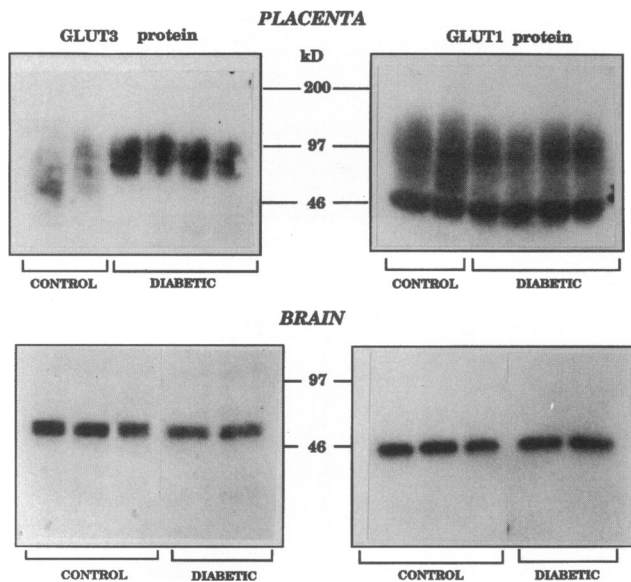 PLACENTA
GLUT3 protein
GLUT1 protein
kD
200
97
46
CONTROL DIABETIC
CONTROL DIABETIC
BRAIN
97
46
CONTROL DIABETIC
CONTROL DIABETIC